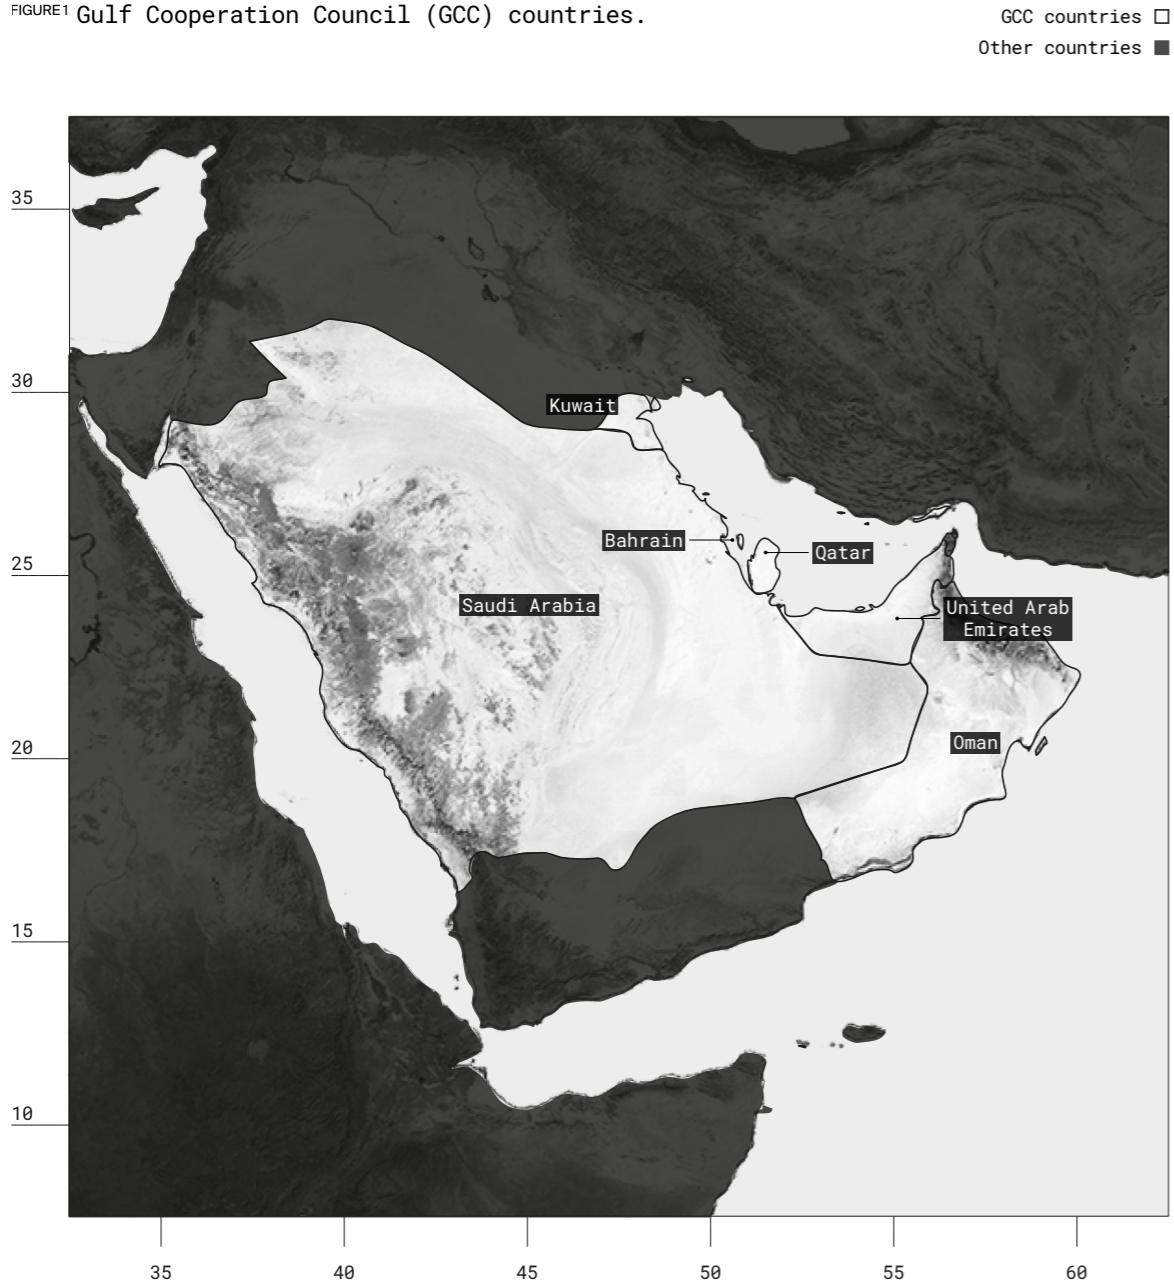 FIGURE 1 Gulf Cooperation Council (GCC) countries.
GCC countries
Other countries
35
30
Kuwait
Bahrain
Qatar
25
Saudi Arabia
United Arab
Emirates
Oman
20
15
10
35 40 45 50 55 60